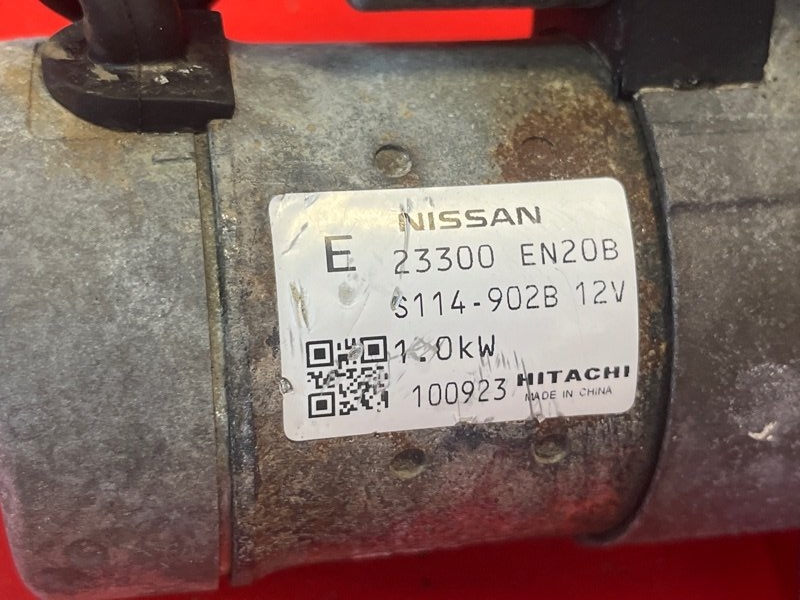 NISSAN
E 23300 EN20B
S114-902B 12V
1.0kW
100923 HITACHI
MADE IN CHINA